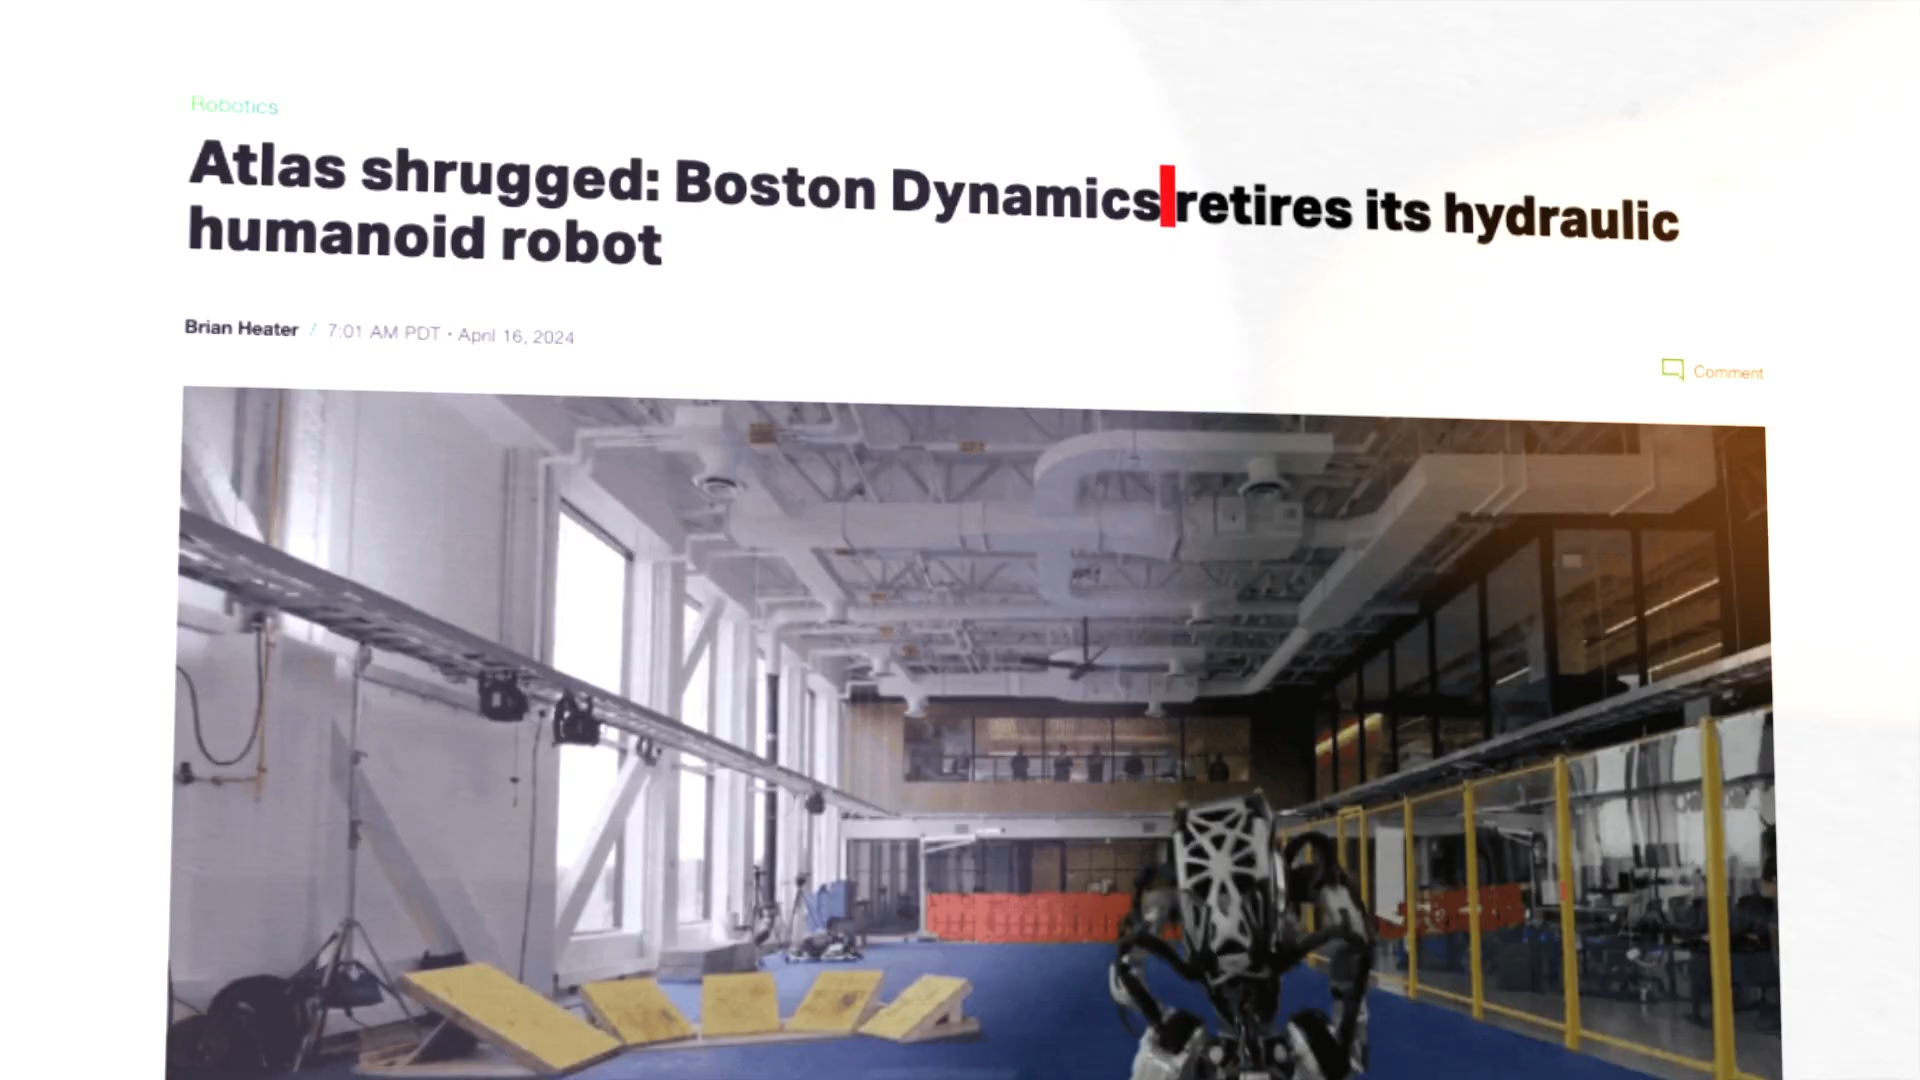 Robotics
Atlas shrugged: Boston Dynamics retires its hydraulic
humanoid robot
Brian Heater / 7:01 AM PDT • April 16, 2024
Comment